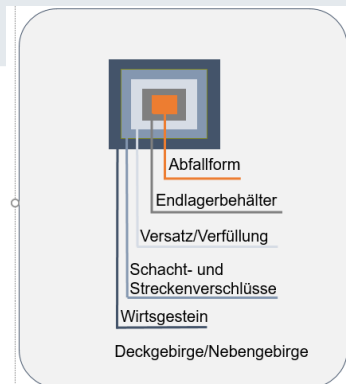 Abfallform
Endlagerbehälter
Versatz/Verfüllung
Schacht- und
Streckenverschlüsse
Wirtsgestein
Deckgebirge/Nebengebirge